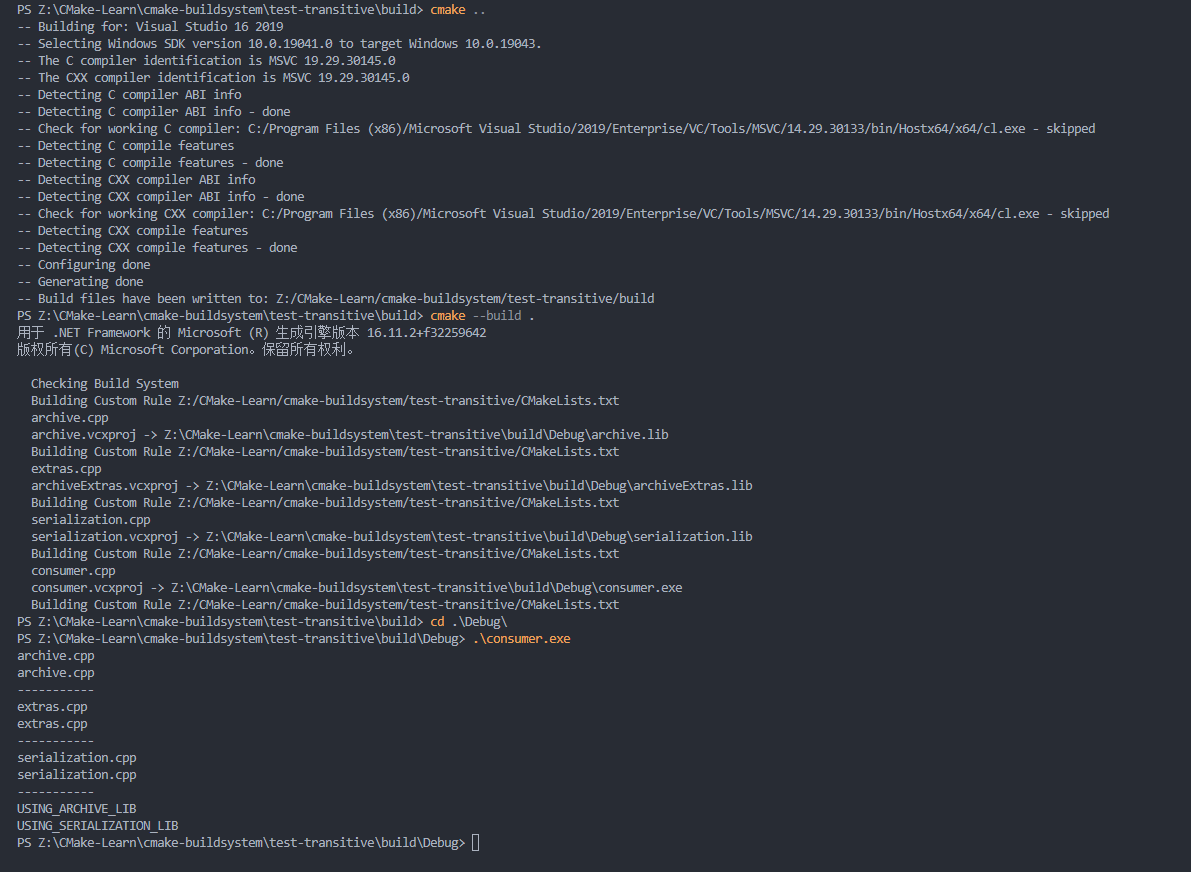 PS Z:\CMake-Learn\cmake-buildsystem\test-transitive\build> cmake ..
-- Building for: Visual Studio 16 2019
-- Selecting Windows SDK version 10.0.19041.0 to target Windows 10.0.19043.
-- The C compiler identification is MSVC 19.29.30145.0
-- The CXX compiler identification is MSVC 19.29.30145.0
-- Detecting C compiler ABI info
-- Detecting C compiler ABI info - done
-- Check for working C compiler: C:/Program Files (x86)/Microsoft Visual Studio/2019/Enterprise/VC/Tools/MSVC/14.29.30133/bin/Hostx64/x64/cl.exe - skipped
-- Detecting C compile features
-- Detecting C compile features - done
-- Detecting CXX compiler ABI info
-- Detecting CXX compiler ABI info - done
-- Check for working CXX compiler: C:/Program Files (x86)/Microsoft Visual Studio/2019/Enterprise/VC/Tools/MSVC/14.29.30133/bin/Hostx64/x64/cl.exe - skipped
-- Detecting CXX compile features
-- Detecting CXX compile features - done
-- Configuring done
-- Generating done
-- Build files have been written to: Z:/CMake-Learn/cmake-buildsystem/test-transitive/build
PS Z:\CMake-Learn\cmake-buildsystem\test-transitive\build> cmake --build .
用于 .NET Framework 的 Microsoft (R) 生成引擎版本 16.11.2+f32259642
版权所有(C) Microsoft Corporation。保留所有权利。

  Checking Build System
  Building Custom Rule Z:/CMake-Learn/cmake-buildsystem/test-transitive/CMakeLists.txt
  archive.cpp
  archive.vcxproj -> Z:\CMake-Learn\cmake-buildsystem\test-transitive\build\Debug\archive.lib
  Building Custom Rule Z:/CMake-Learn/cmake-buildsystem/test-transitive/CMakeLists.txt
  extras.cpp
  archiveExtras.vcxproj -> Z:\CMake-Learn\cmake-buildsystem\test-transitive\build\Debug\archiveExtras.lib
  Building Custom Rule Z:/CMake-Learn/cmake-buildsystem/test-transitive/CMakeLists.txt
  serialization.cpp
  serialization.vcxproj -> Z:\CMake-Learn\cmake-buildsystem\test-transitive\build\Debug\serialization.lib
  Building Custom Rule Z:/CMake-Learn/cmake-buildsystem/test-transitive/CMakeLists.txt
  consumer.cpp
  consumer.vcxproj -> Z:\CMake-Learn\cmake-buildsystem\test-transitive\build\Debug\consumer.exe
  Building Custom Rule Z:/CMake-Learn/cmake-buildsystem/test-transitive/CMakeLists.txt
PS Z:\CMake-Learn\cmake-buildsystem\test-transitive\build> cd .\Debug\
PS Z:\CMake-Learn\cmake-buildsystem\test-transitive\build\Debug> .\consumer.exe
archive.cpp
archive.cpp
-----------
extras.cpp
extras.cpp
-----------
serialization.cpp
serialization.cpp
-----------
USING_ARCHIVE_LIB
USING_SERIALIZATION_LIB
PS Z:\CMake-Learn\cmake-buildsystem\test-transitive\build\Debug>